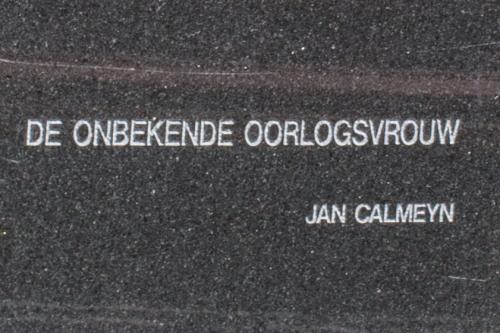 DE ONBEKENDE OORLOGSVROUW
JAN CALMEYN